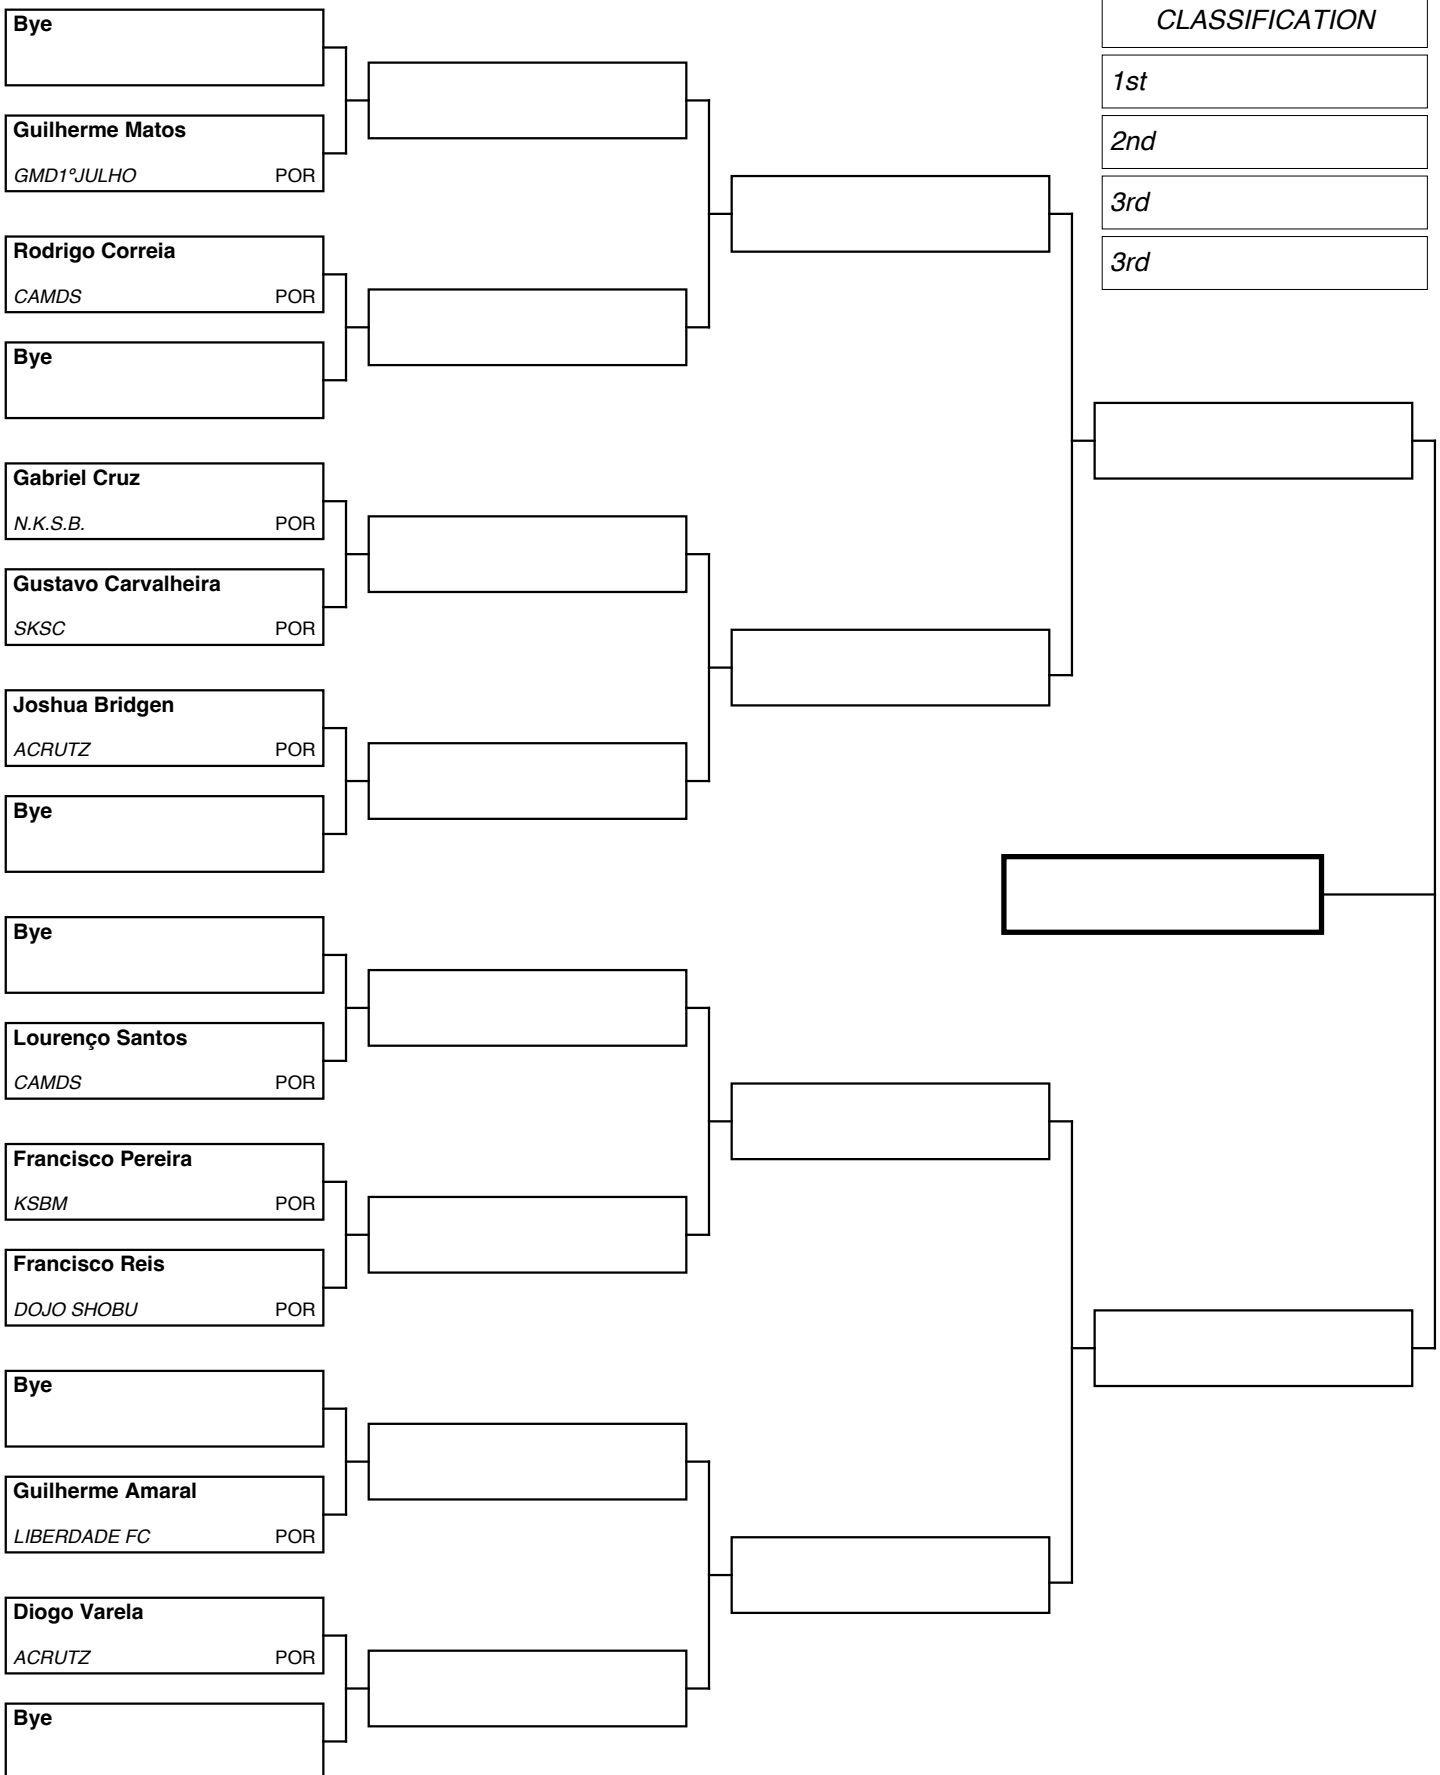 Bye
Guilherme Matos
GMD1ºJULHO POR
Rodrigo Correia
CAMDS POR
Bye
Gabriel Cruz
N.K.S.B. POR
Gustavo Carvalheira
SKSC POR
Joshua Bridgen
ACRUTZ POR
Bye
Bye
Lourenço Santos
CAMDS POR
Francisco Pereira
KSBM POR
Francisco Reis
DOJO SHOBU POR
Bye
Guilherme Amaral
LIBERDADE FC POR
Diogo Varela
ACRUTZ POR
Bye
CLASSIFICATION
1st
2nd
3rd
3rd